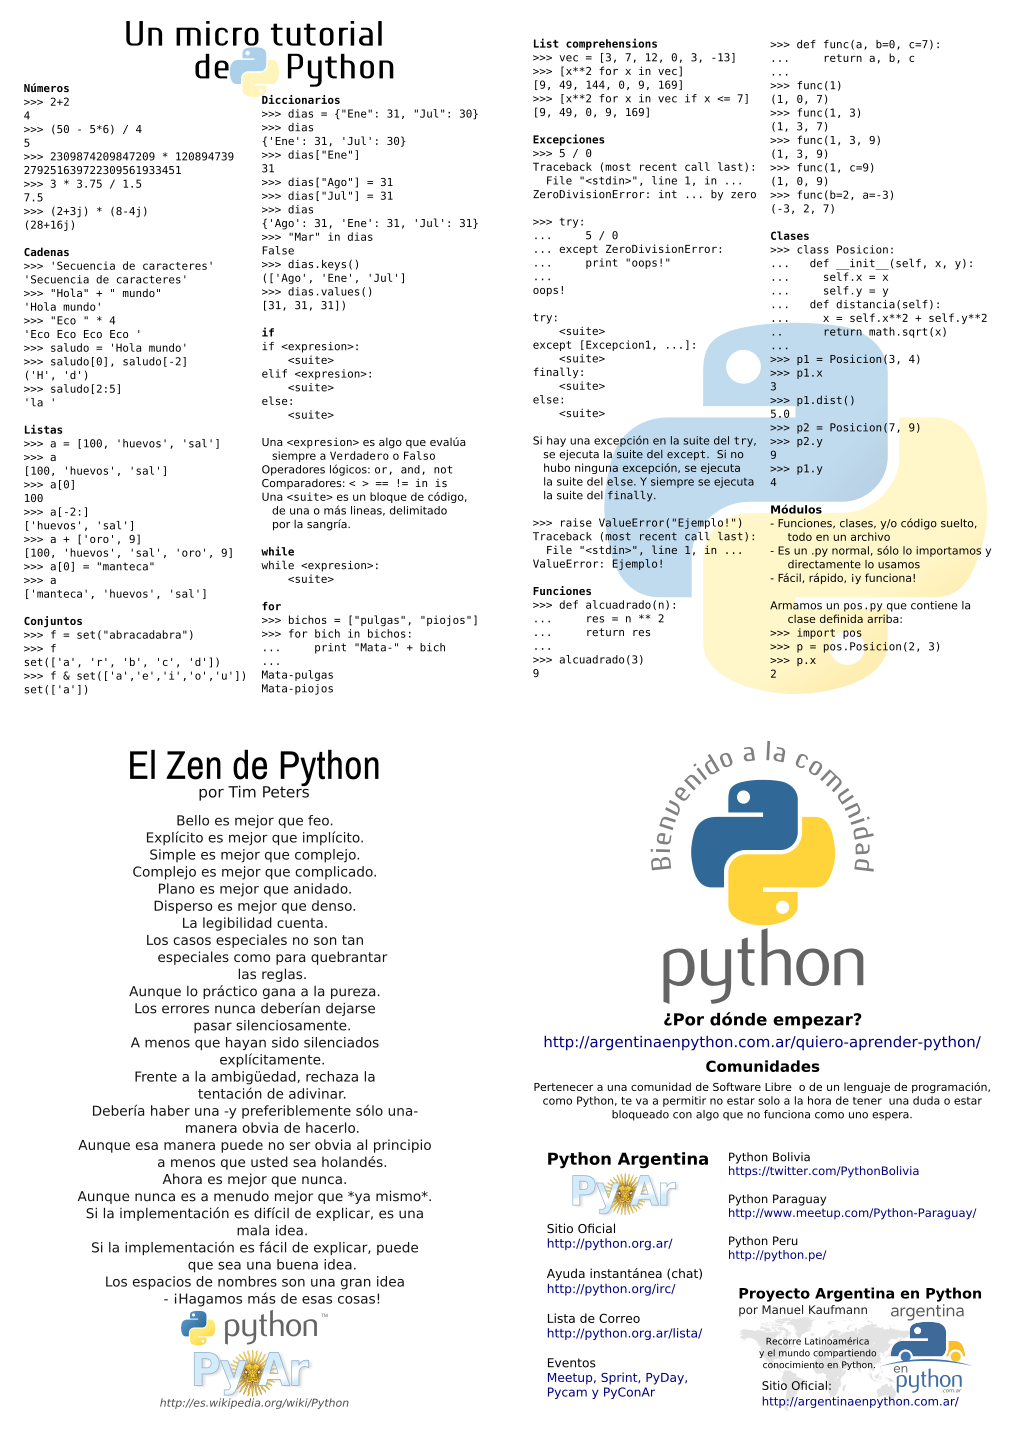 Un micro tutorial
de Python
Números
>>> 2+2
4
>>> (50 - 5*6) / 4
5
>>> 2309874209847209 * 120894739
279251639722309561933451
>>> 3 * 3.75 / 1.5
7.5
>>> (2+3j) * (8-4j)
(28+16j)
Cadenas
>>> 'Secuencia de caracteres'
'Secuencia de caracteres'
>>> "Hola" + " mundo"
'Hola mundo'
>>> "Eco " * 4
'Eco Eco Eco Eco '
>>> saludo = 'Hola mundo'
>>> saludo[0], saludo[-2]
('H', 'd')
>>> saludo[2:5]
'la '
Listas
>>> a = [100, 'huevos', 'sal']
>>> a
[100, 'huevos', 'sal']
>>> a[0]
100
>>> a[-2:]
['huevos', 'sal']
>>> a + ['oro', 9]
[100, 'huevos', 'sal', 'oro', 9]
>>> a[0] = "manteca"
>>> a
['manteca', 'huevos', 'sal']
Conjuntos
>>> f = set("abracadabra")
>>> f
set(['a', 'r', 'b', 'c', 'd'])
>>> f & set(['a','e','i','o','u'])
set(['a'])
Diccionarios
>>> dias = {"Ene": 31, "Jul": 30}
>>> dias
{'Ene': 31, 'Jul': 30}
>>> dias["Ene"]
31
>>> dias["Ago"] = 31
>>> dias["Jul"] = 31
>>> dias
{'Ago': 31, 'Ene': 31, 'Jul': 31}
>>> "Mar" in dias
False
>>> dias.keys()
(['Ago', 'Ene', 'Jul']
>>> dias.values()
[31, 31, 31])
if
if <expresion>:
    <suite>
elif <expresion>:
    <suite>
else:
    <suite>
Una <expresion> es algo que evalúa
siempre a Verdadero o Falso
Operadores lógicos: or, and, not
Comparadores: < > == != in is
Una <suite> es un bloque de código,
de una o más lineas, delimitado
por la sangría.
while
while <expresion>:
    <suite>
for
>>> bichos = ["pulgas", "piojos"]
>>> for bich in bichos:
...     print "Mata-" + bich
...
Mata-pulgas
Mata-piojos
List comprehensions
>>> vec = [3, 7, 12, 0, 3, -13]
>>> [x**2 for x in vec]
[9, 49, 144, 0, 9, 169]
>>> [x**2 for x in vec if x <= 7]
[9, 49, 0, 9, 169]
Excepciones
>>> 5 / 0
Traceback (most recent call last):
  File "<stdin>", line 1, in ...
ZeroDivisionError: int ... by zero
>>> try:
...     5 / 0
... except ZeroDivisionError:
...     print "oops!"
...
oops!
try:
    <suite>
except [Excepcion1, ...]:
    <suite>
finally:
    <suite>
else:
    <suite>
Si hay una excepción en la suite del try,
se ejecuta la suite del except. Si no
hubo ninguna excepción, se ejecuta
la suite del else. Y siempre se ejecuta
la suite del finally.
>>> raise ValueError("Ejemplo!")
Traceback (most recent call last):
  File "<stdin>", line 1, in ...
ValueError: Ejemplo!
Funciones
>>> def alcuadrado(n):
...     res = n ** 2
...     return res
...
>>> alcuadrado(3)
9
>>> def func(a, b=0, c=7):
...     return a, b, c
...
>>> func(1)
(1, 0, 7)
>>> func(1, 3)
(1, 3, 7)
>>> func(1, 3, 9)
(1, 3, 9)
>>> func(1, c=9)
(1, 0, 9)
>>> func(b=2, a=-3)
(-3, 2, 7)
Clases
>>> class Posicion:
...   def __init__(self, x, y):
...     self.x = x
...     self.y = y
...   def distancia(self):
...     x = self.x**2 + self.y**2
..      return math.sqrt(x)
...
>>> p1 = Posicion(3, 4)
>>> p1.x
3
>>> p1.dist()
5.0
>>> p2 = Posicion(7, 9)
>>> p2.y
9
>>> p1.y
4
Módulos
- Funciones, clases, y/o código suelto,
todo en un archivo
- Es un .py normal, sólo lo importamos y
directamente lo usamos
- Fácil, rápido, ¡y funciona!
Armamos un pos.py que contiene la
clase definida arriba:
>>> import pos
>>> p = pos.Posicion(2, 3)
>>> p.x
2
El Zen de Python
por Tim Peters
Bello es mejor que feo.
Explícito es mejor que implícito.
Simple es mejor que complejo.
Complejo es mejor que complicado.
Plano es mejor que anidado.
Disperso es mejor que denso.
La legibilidad cuenta.
Los casos especiales no son tan
especiales como para quebrantar
las reglas.
Aunque lo práctico gana a la pureza.
Los errores nunca deberían dejarse
pasar silenciosamente.
A menos que hayan sido silenciados
explícitamente.
Frente a la ambigüedad, rechaza la
tentación de adivinar.
Debería haber una -y preferiblemente sólo una-
manera obvia de hacerlo.
Aunque esa manera puede no ser obvia al principio
a menos que usted sea holandés.
Ahora es mejor que nunca.
Aunque nunca es a menudo mejor que *ya mismo*.
Si la implementación es difícil de explicar, es una
mala idea.
Si la implementación es fácil de explicar, puede
que sea una buena idea.
Los espacios de nombres son una gran idea
- ¡Hagamos más de esas cosas!
python™
PyAr
http://es.wikipedia.org/wiki/Python
Bienvenido a la comunidad
python
¿Por dónde empezar?
http://argentinaenpython.com.ar/quiero-aprender-python/
Comunidades
Pertenecer a una comunidad de Software Libre  o de un lenguaje de programación,
como Python, te va a permitir no estar solo a la hora de tener  una duda o estar
bloqueado con algo que no funciona como uno espera.
Python Argentina
PyAr
Sitio Oficial
http://python.org.ar/
Ayuda instantánea (chat)
http://python.org/irc/
Lista de Correo
http://python.org.ar/lista/
Eventos
Meetup, Sprint, PyDay,
Pycam y PyConAr
Python Bolivia
https://twitter.com/PythonBolivia
Python Paraguay
http://www.meetup.com/Python-Paraguay/
Python Peru
http://python.pe/
Proyecto Argentina en Python
por Manuel Kaufmann
Recorre Latinoamérica
y el mundo compartiendo
conocimiento en Python.
Sitio Oficial:
http://argentinaenpython.com.ar/
argentina
en
python
.com.ar